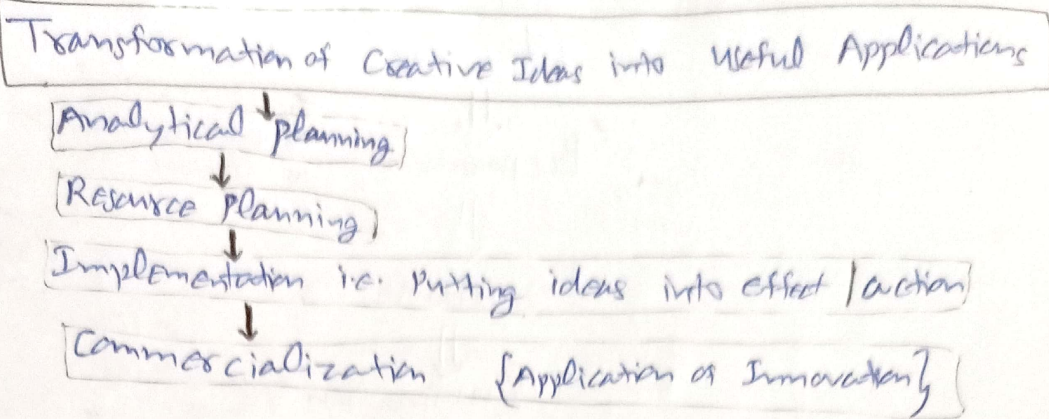 Transformation of Creative Ideas into Useful Applications
Analytical planning
Resource planning
Implementation i.e. Putting ideas into effect / action
Commercialization {Application of Innovation}